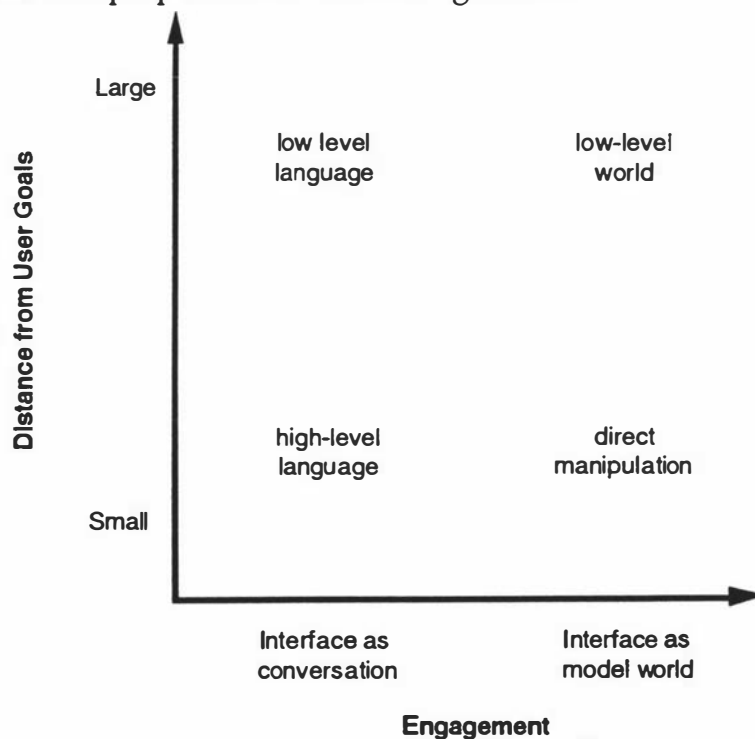 Large
low level
language
low-level
world
Distance from User Goals
high-level
language
direct
manipulation
Small
Interface as
conversation
Interface as
model world
Engagement